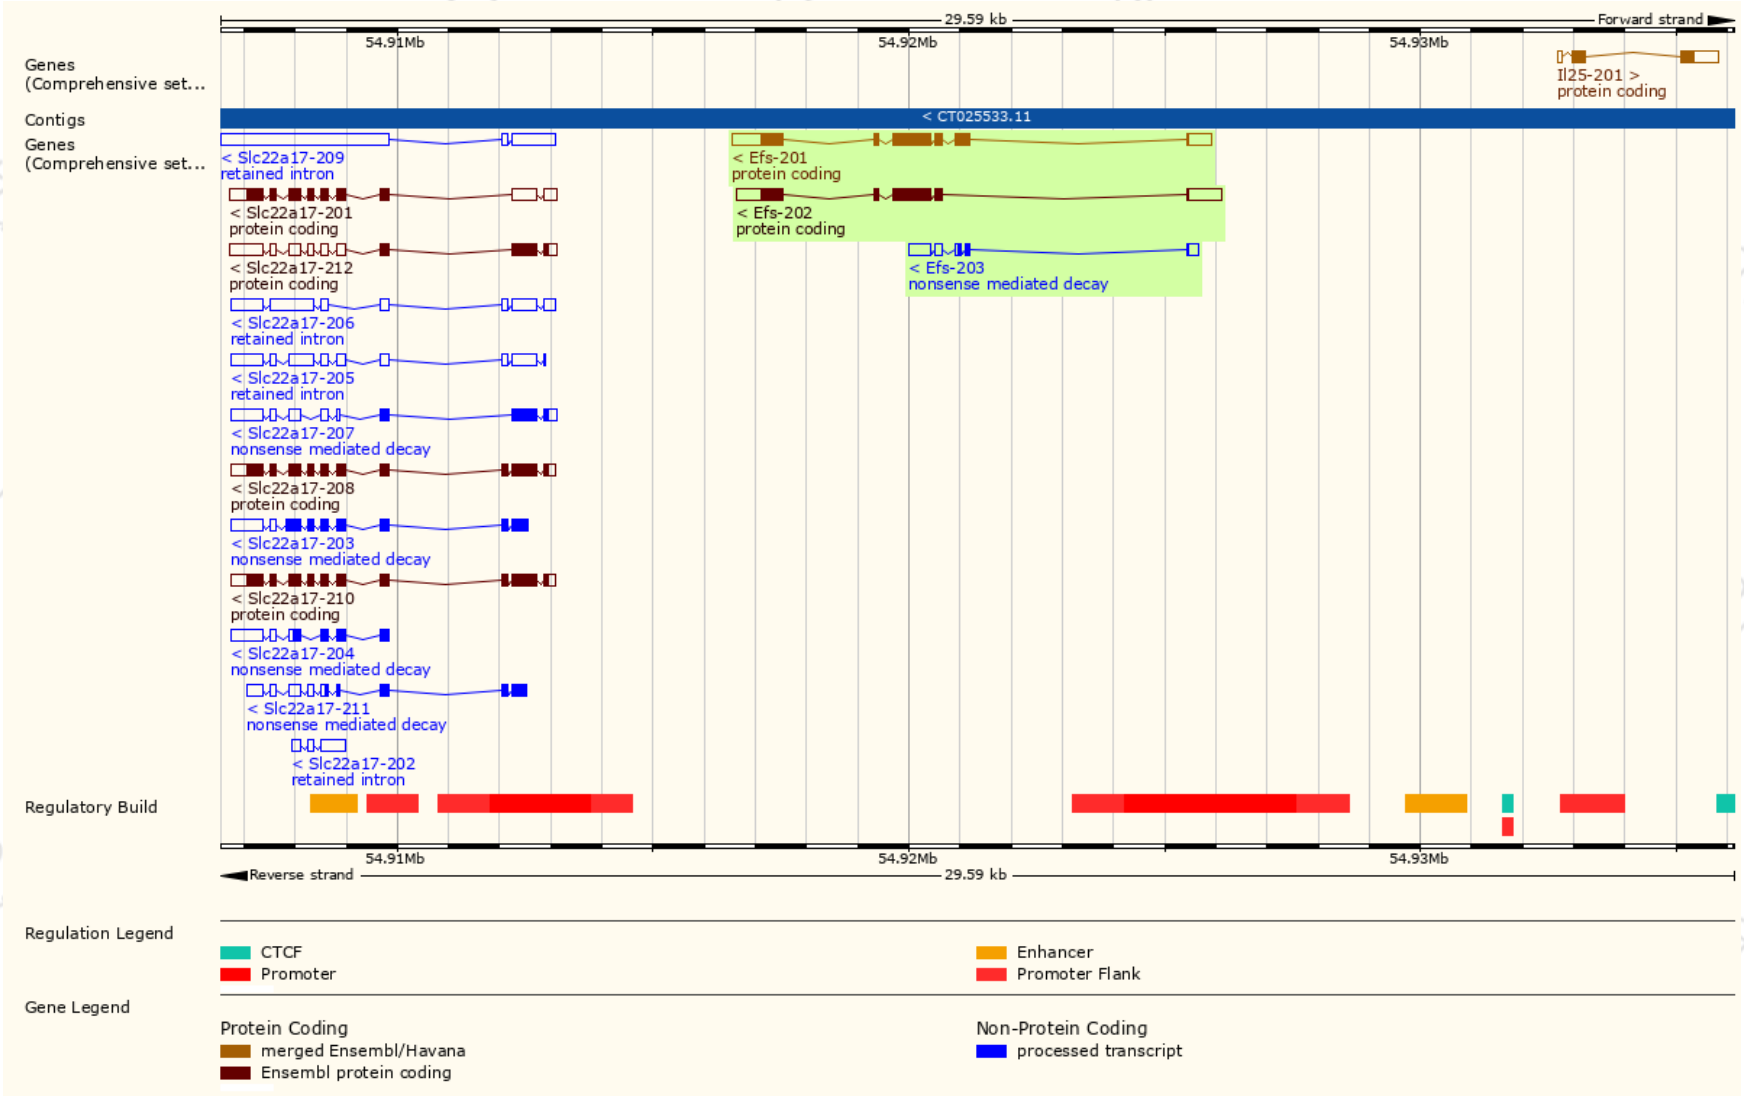 29.59 kb
Forward strand
54.91Mb 54.92Mb 54.93Mb
Genes
(Comprehensive set...
Il25-201 >
protein coding
Contigs
< CT025533.11
Genes
(Comprehensive set...
< Slc22a17-209
retained intron
< Efs-201
protein coding
< Slc22a17-201
protein coding
< Efs-202
protein coding
< Slc22a17-212
protein coding
< Efs-203
nonsense mediated decay
< Slc22a17-206
retained intron
< Slc22a17-205
retained intron
< Slc22a17-207
nonsense mediated decay
< Slc22a17-208
protein coding
< Slc22a17-203
nonsense mediated decay
< Slc22a17-210
protein coding
< Slc22a17-204
nonsense mediated decay
< Slc22a17-211
nonsense mediated decay
< Slc22a17-202
retained intron
Regulatory Build
54.91Mb 54.92Mb 54.93Mb
Reverse strand
29.59 kb
Regulation Legend
CTCF
Enhancer
Promoter
Promoter Flank
Gene Legend
Protein Coding
Non-Protein Coding
merged Ensembl/Havana
processed transcript
Ensembl protein coding